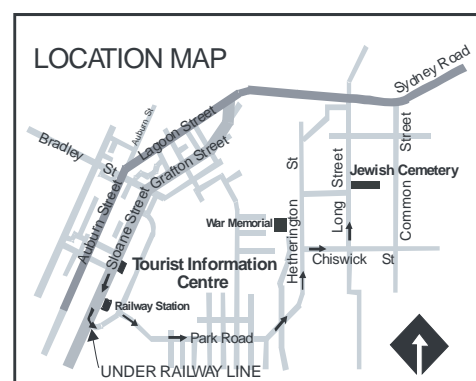 LOCATION MAP
Sydney Road
Auburn St
Lagoon Street
Bradley St
Grafton Street
Auburn Street
Sloane Street
Hetherington St
Long Street
Common Street
Jewish Cemetery
War Memorial
Chiswick St
Tourist Information
Centre
Railway Station
Park Road
UNDER RAILWAY LINE